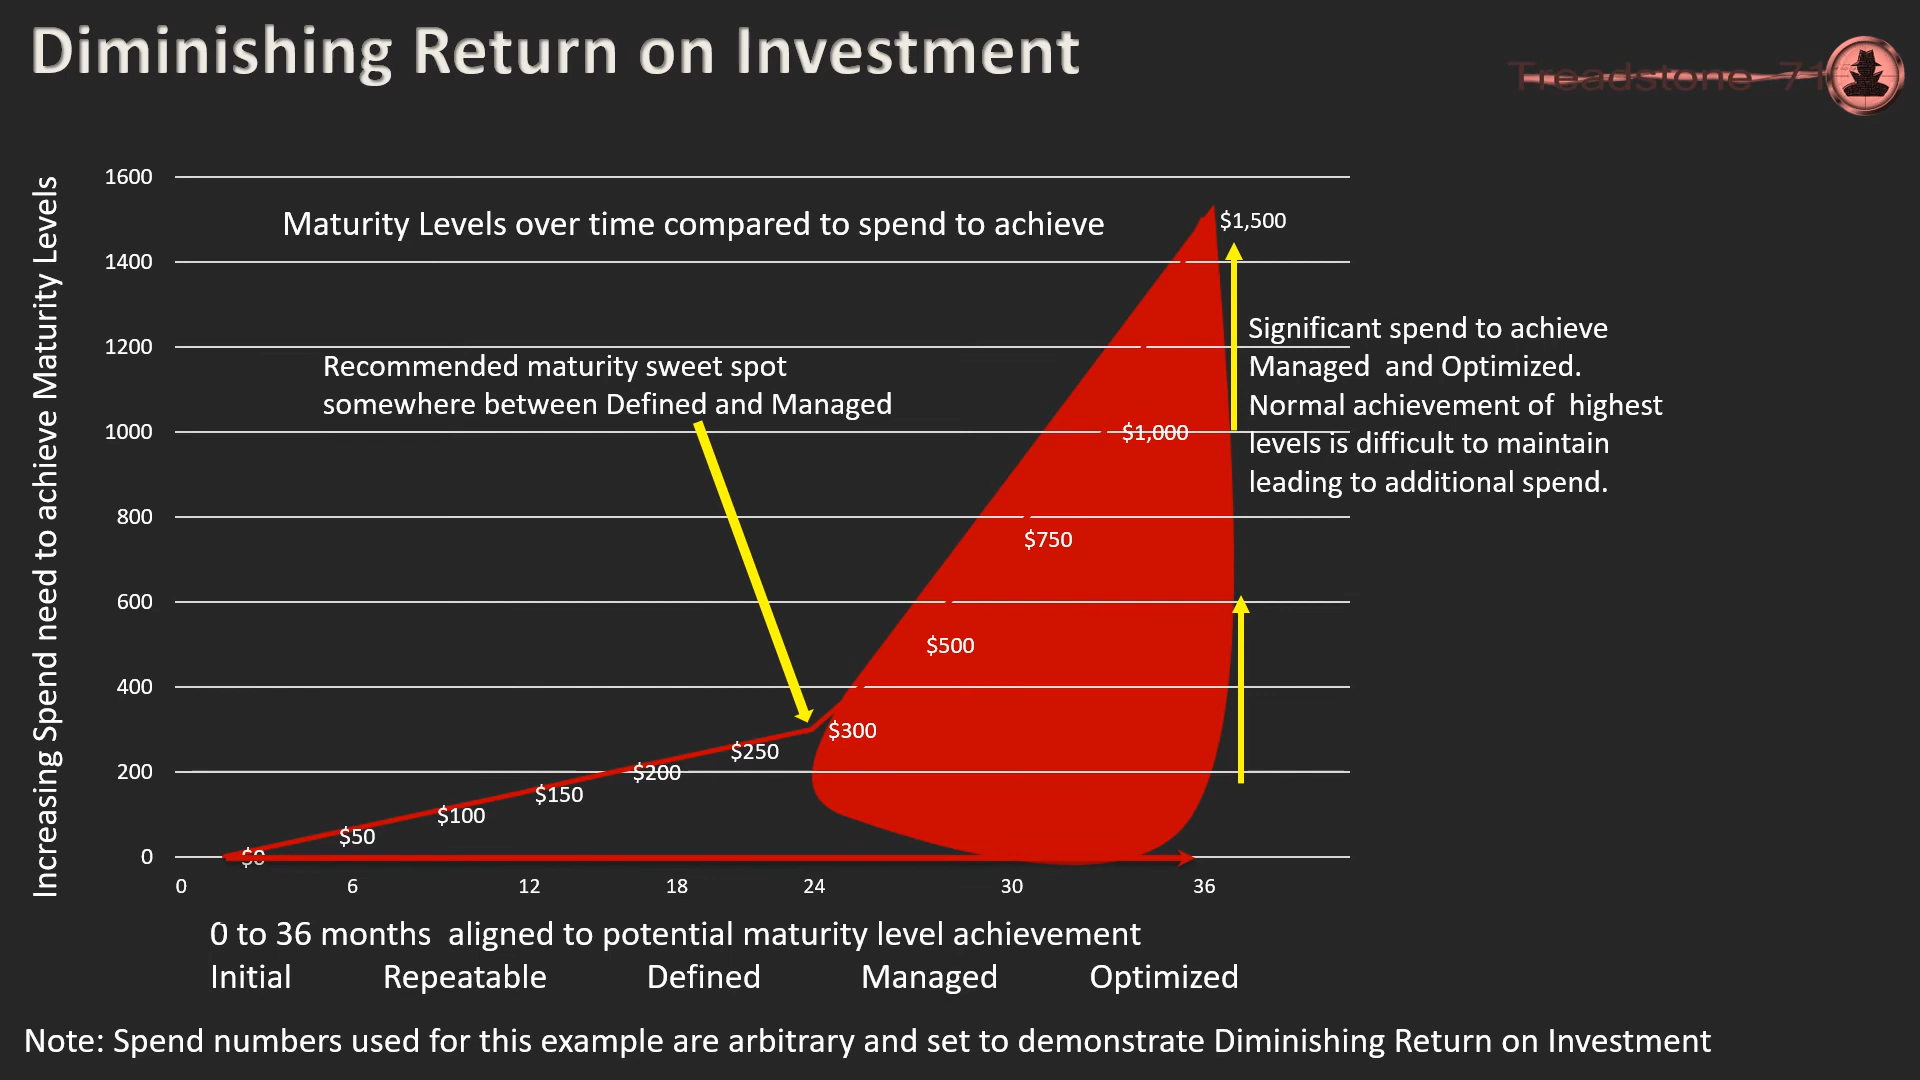 Diminishing Return on Investment
Treadstone 71
Increasing Spend need to achieve Maturity Levels
1600
1400
1200
1000
800
600
400
200
0
Maturity Levels over time compared to spend to achieve
Recommended maturity sweet spot
somewhere between Defined and Managed
$1,500
Significant spend to achieve
Managed and Optimized.
Normal achievement of highest
levels is difficult to maintain
leading to additional spend.
$1,000
$750
$500
$300
$250
$200
$150
$100
$50
$0
0 6 12 18 24 30 36
0 to 36 months aligned to potential maturity level achievement
Initial Repeatable Defined Managed Optimized
Note: Spend numbers used for this example are arbitrary and set to demonstrate Diminishing Return on Investment